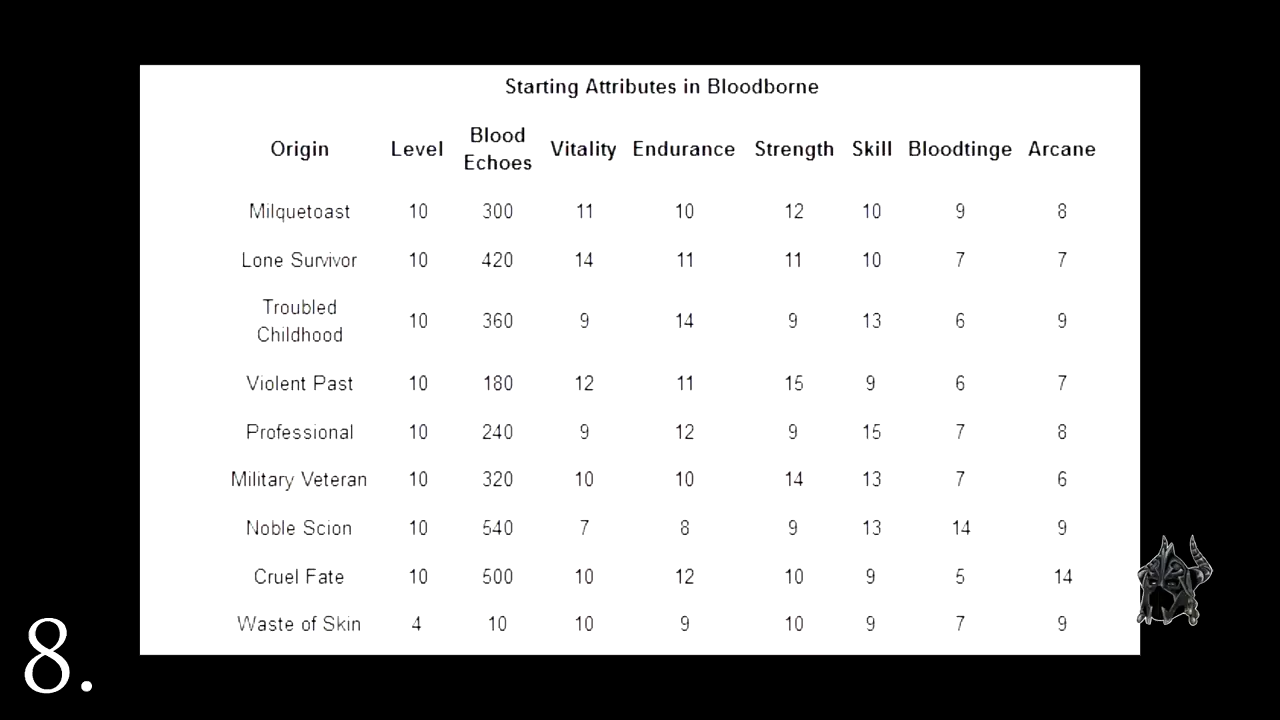 Starting Attributes in Bloodborne
Origin Level Blood Echoes Vitality Endurance Strength Skill Bloodtinge Arcane
Milquetoast 10 300 11 10 12 10 9 8
Lone Survivor 10 420 14 11 11 10 7 7
Troubled Childhood 10 360 9 14 9 13 6 9
Violent Past 10 180 12 11 15 9 6 7
Professional 10 240 9 12 9 15 7 8
Military Veteran 10 320 10 10 14 13 7 6
Noble Scion 10 540 7 8 9 13 14 9
Cruel Fate 10 500 10 12 10 9 5 14
Waste of Skin 4 10 10 9 10 9 7 9
8.